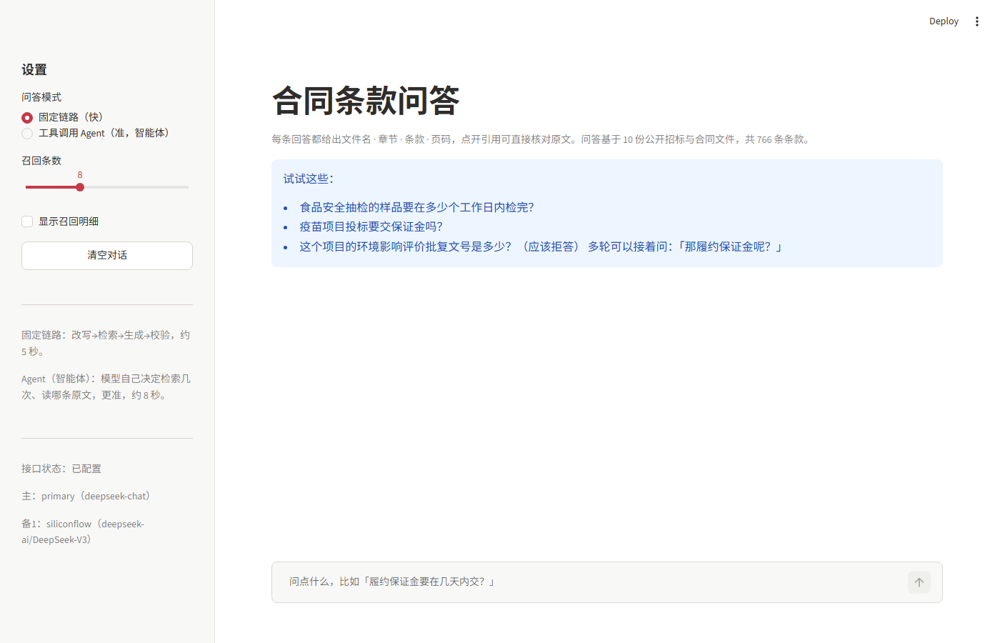 Deploy
设置
问答模式
固定链路（快）
工具调用 Agent（准，智能体）
召回条数
8
显示召回明细
清空对话
固定链路：改写→检索→生成→校验，约
5 秒。
Agent（智能体）：模型自己决定检索几
次、读哪条原文，更准，约 8 秒。
接口状态：已配置
主：primary（deepseek-chat）
备1：siliconflow（deepseek-
ai/DeepSeek-V3）
合同条款问答
每条回答都给出文件名 · 章节 · 条款 · 页码，点开引用可直接核对原文。问答基于 10 份公开招标与合同文件，共 766 条条款。
试试这些：
• 食品安全抽检的样品要在多少个工作日内检完？
• 疫苗项目投标要交保证金吗？
• 这个项目的环境影响评价批复文号是多少？（应该拒答） 多轮可以接着问：「那履约保证金呢？」
问点什么，比如「履约保证金要在几天内交？」